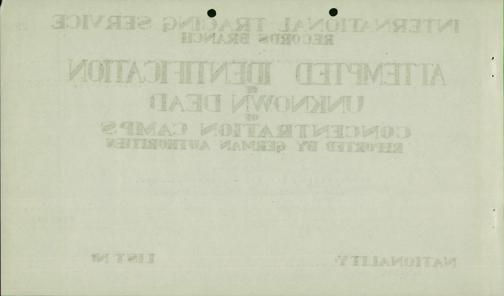 INTERNATIONAL TRACING SERVICE
RECORDS BRANCH
ATTEMPTED IDENTIFICATION
OF
UNKNOWN DEAD
OF
CONCENTRATION CAMPS
REPORTED BY GERMAN AUTHORITIES
NATIONALITY
LIST Nº